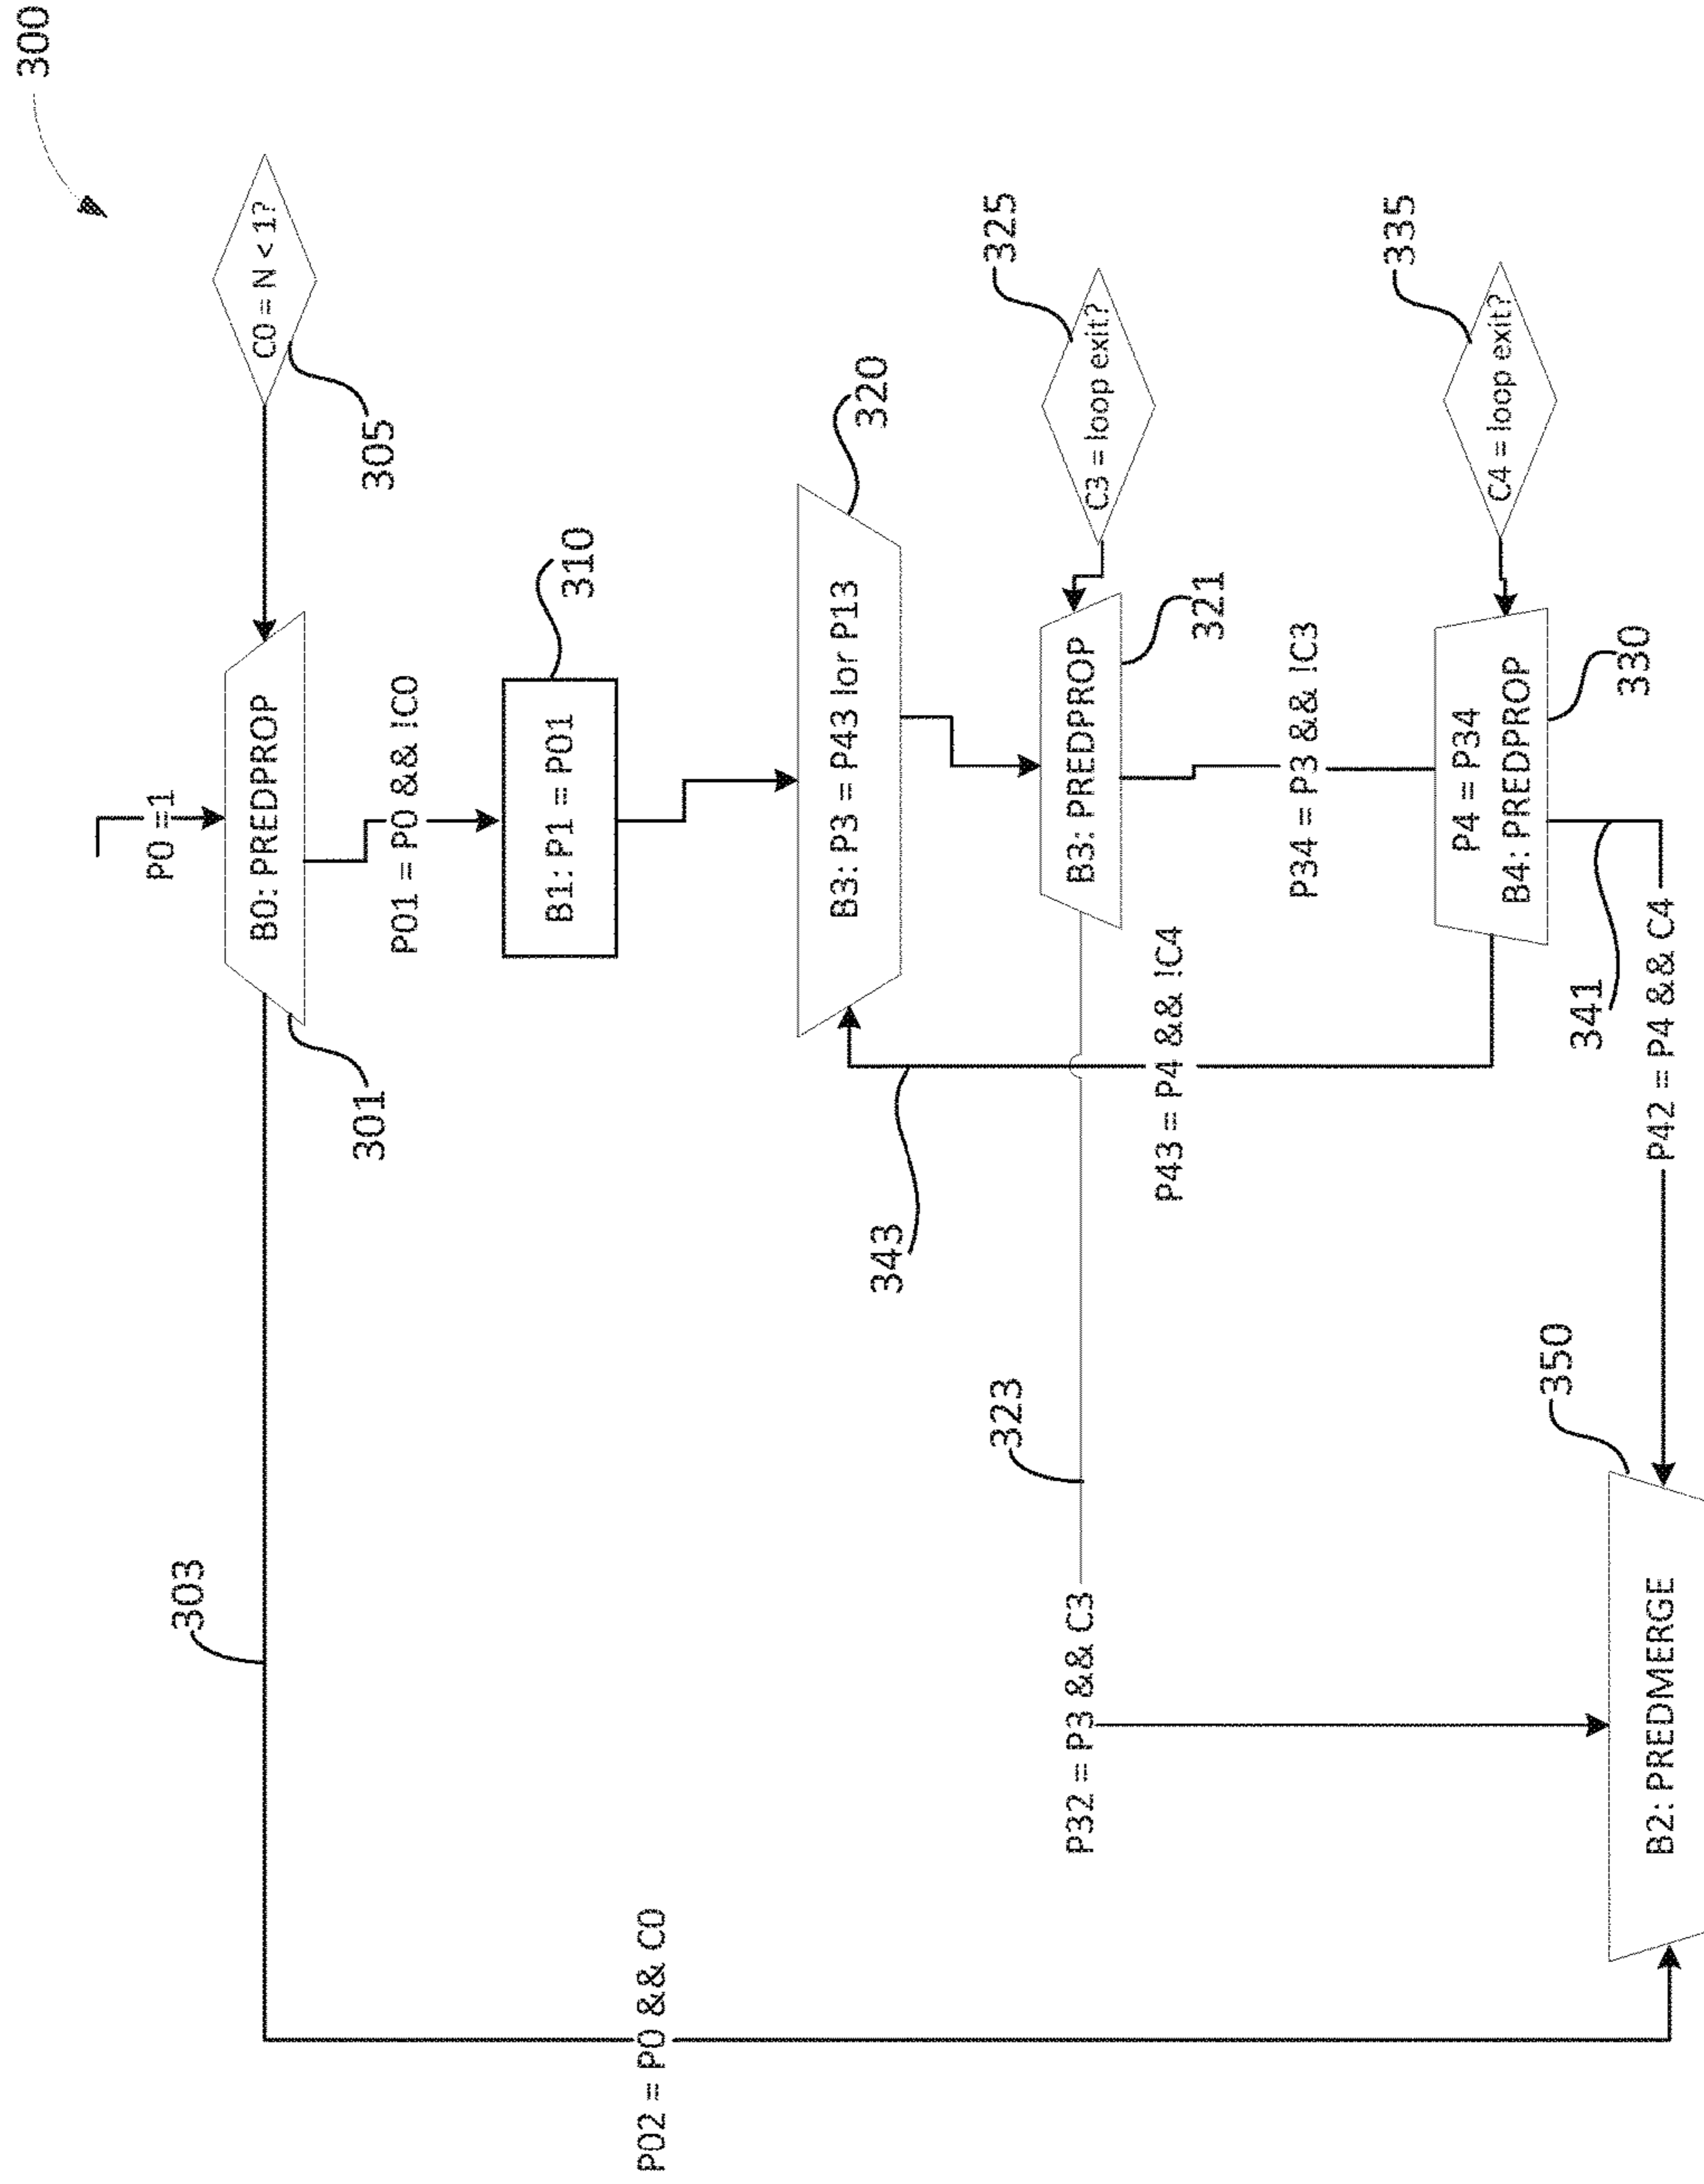 300
P0 =1
C0 = N < 1?
B0: PREDPROP
305
301
303
P01 = P0 && !C0
B1: P1 = P01
310
P02 = P0 && C0
B3: P3 = P43 lor P13
320
343
C3 = loop exit?
325
B3: PREDPROP
321
323
P32 = P3 && C3
P43 = P4 && !C4
P34 = P3 && !C3
C4 = loop exit?
335
P4 = P34
B4: PREDPROP
330
341
P42 = P4 && C4
350
B2: PREDMERGE